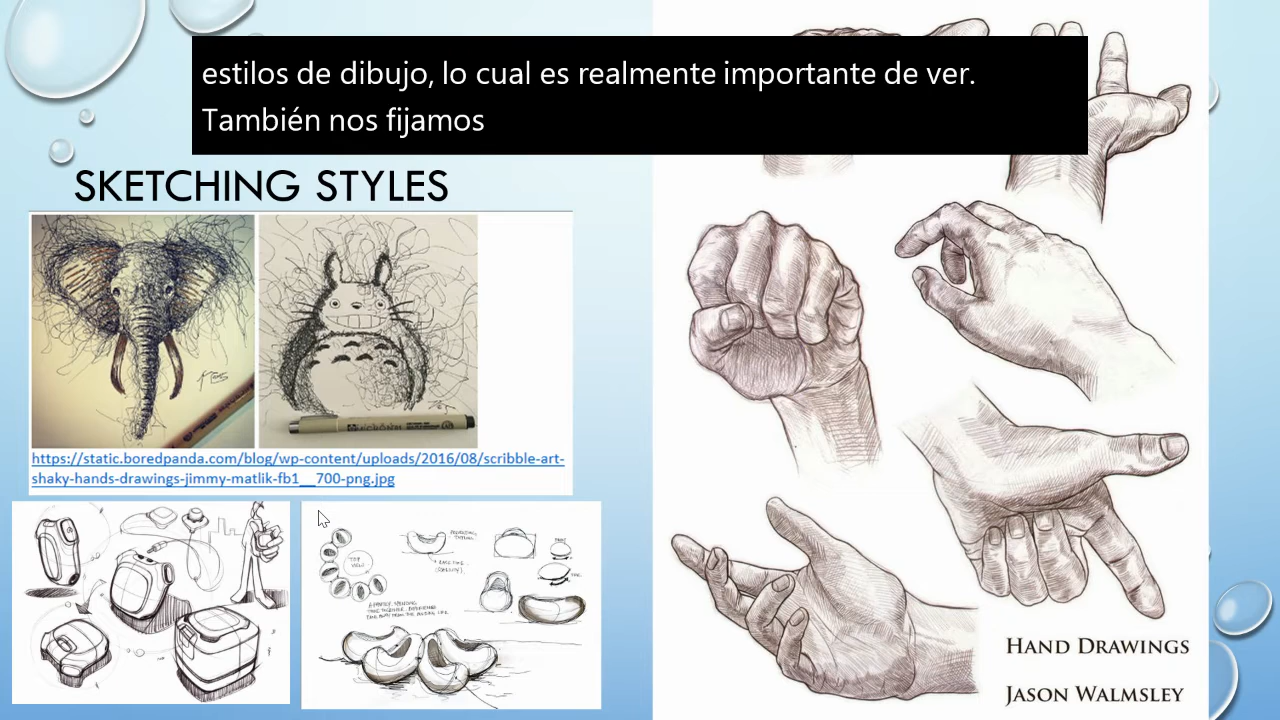 estilos de dibujo, lo cual es realmente importante de ver.
También nos fijamos
SKETCHING STYLES
https://static.boredpanda.com/blog/wp-content/uploads/2016/08/scribble-art-
shaky-hands-drawings-jimmy-matlik-fb1__700-png.jpg
TOP
VIEW
HAND DRAWINGS
JASON WALMSLEY